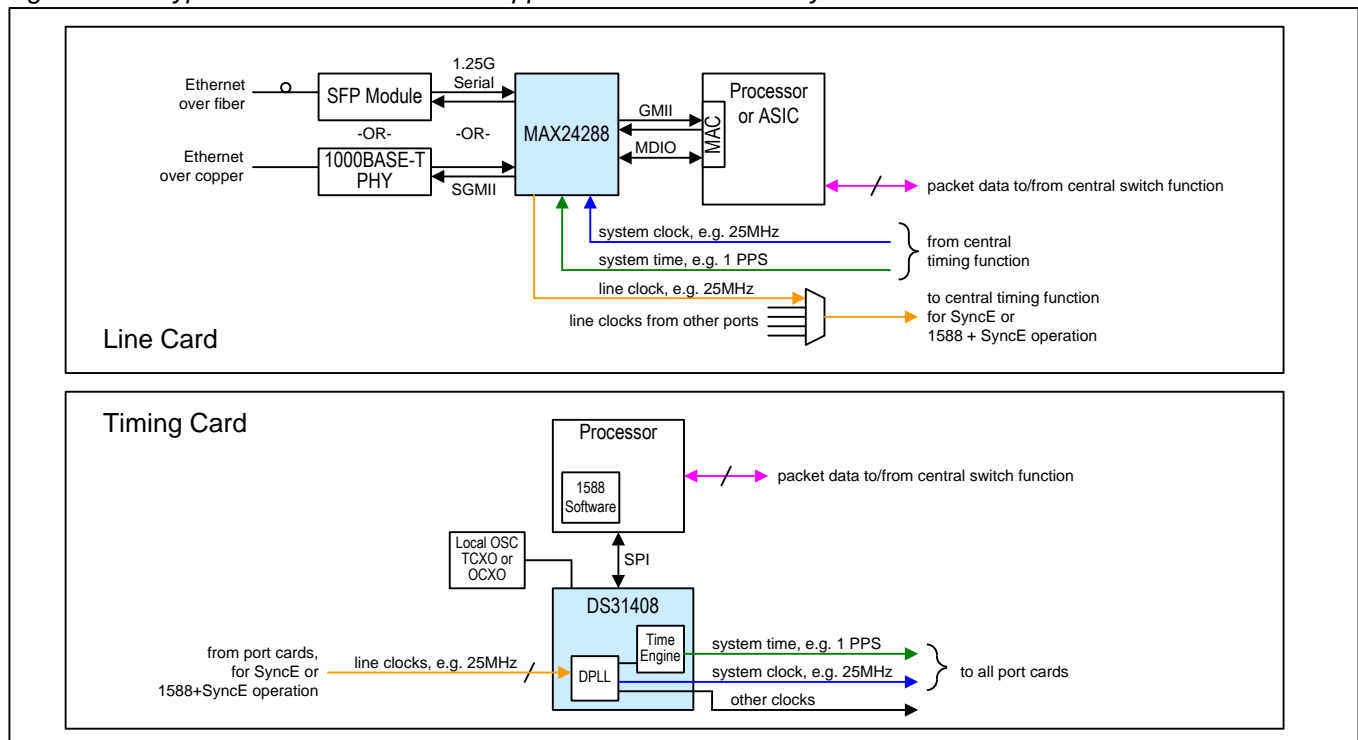 Ethernet
over fiber
SFP Module
1.25G
Serial
-OR-
-OR-
Ethernet
over copper
1000BASE-T
PHY
SGMII
MAX24288
GMII
MDIO
MAC
Processor
or ASIC
packet data to/from central switch function
system clock, e.g. 25MHz
system time, e.g. 1 PPS
from central
timing function
line clock, e.g. 25MHz
line clocks from other ports
to central timing function
for SyncE or
1588 + SyncE operation
Line Card
Timing Card
Processor
1588
Software
packet data to/from central switch function
Local OSC
TCXO or
OCXO
SPI
DS31408
Time
Engine
DPLL
from port cards,
for SyncE or
1588+SyncE operation
line clocks, e.g. 25MHz
system time, e.g. 1 PPS
system clock, e.g. 25MHz
other clocks
to all port cards